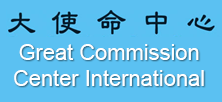 大使命中心
Great Commission
Center International